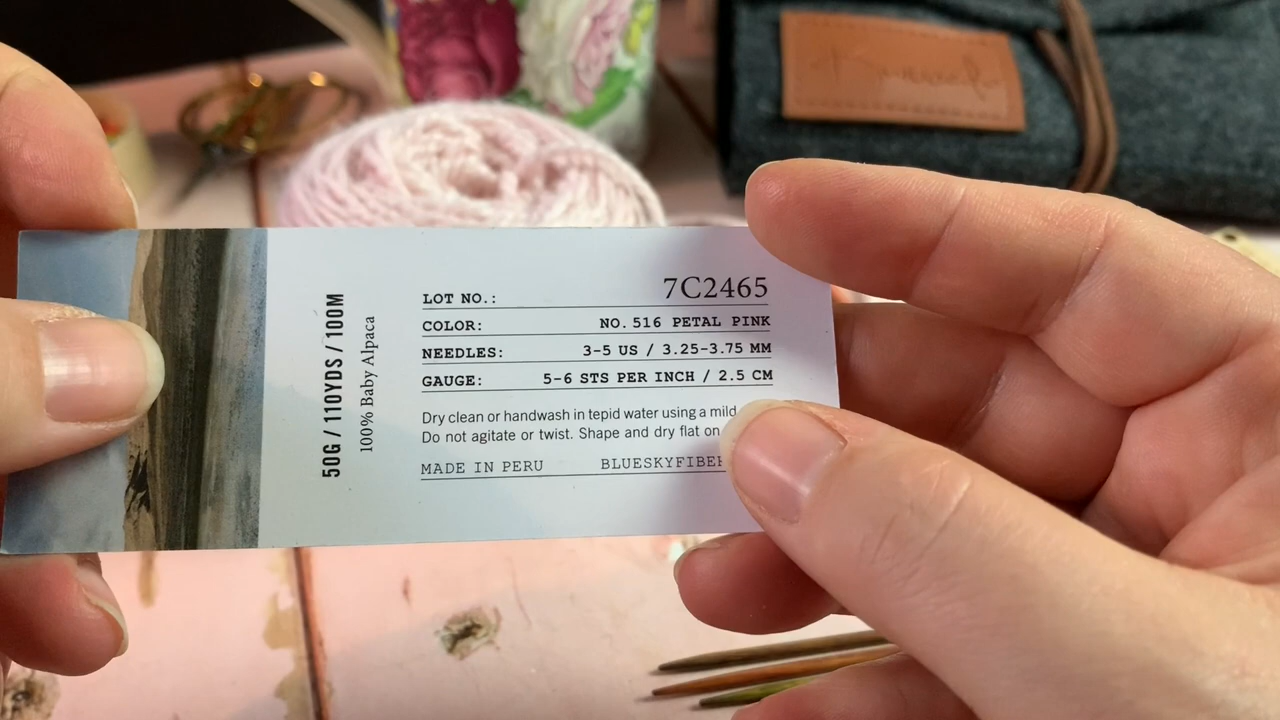 50G / 110YDS / 100M
100% Baby Alpaca
LOT NO.: 7C2465
COLOR: NO. 516 PETAL PINK
NEEDLES: 3-5 US / 3.25-3.75 MM
GAUGE: 5-6 STS PER INCH / 2.5 CM
Dry clean or handwash in tepid water using a mild
Do not agitate or twist. Shape and dry flat on
MADE IN PERU BLUESKYFIBER